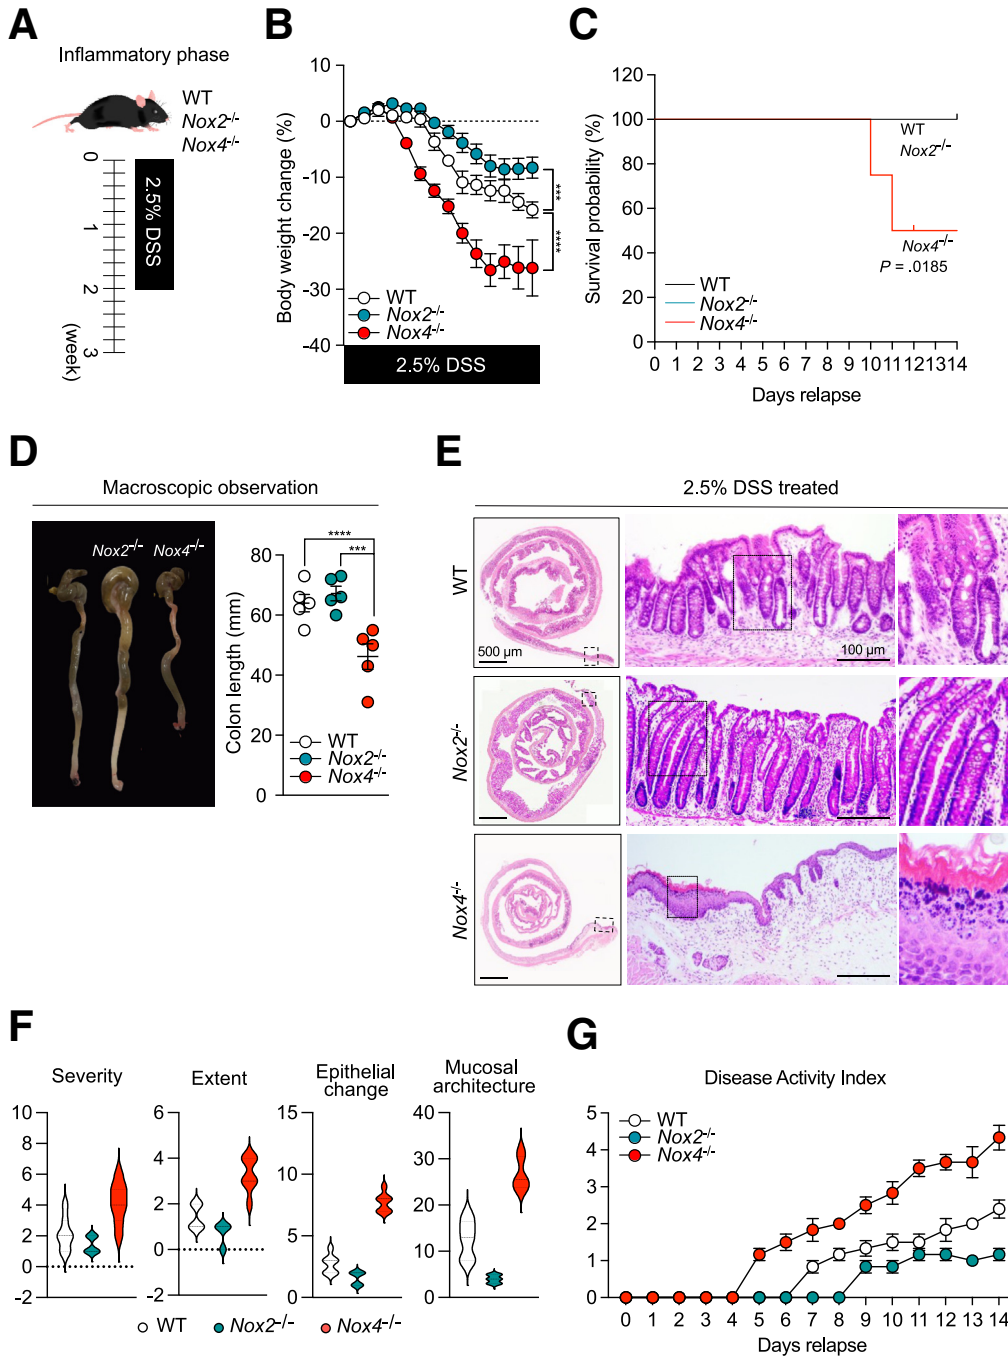 A
Inflammatory phase
WT
Nox2-/-
Nox4-/-
0
1
2
3
(week)
2.5% DSS
B
10
0
-10
-20
-30
-40
Body weight change (%)
***
****
WT
Nox2-/-
Nox4-/-
2.5% DSS
C
120
100
80
60
40
20
0
Survival probability (%)
WT
Nox2-/-
Nox4-/-
P = .0185
WT
Nox2-/-
Nox4-/-
0 1 2 3 4 5 6 7 8 9 10 11 12 13 14
Days relapse
D
Macroscopic observation
Nox2-/- Nox4-/-
80
60
40
20
0
Colon length (mm)
****
***
WT
Nox2-/-
Nox4-/-
E
2.5% DSS treated
WT
500 µm
100 µm
Nox2-/-
Nox4-/-
F
Severity
10
8
6
4
2
0
-2
Extent
6
4
2
0
-2
Epithelial
change
15
10
5
0
Mucosal
architecture
40
30
20
10
0
WT Nox2-/- Nox4-/-
G
Disease Activity Index
5
4
3
2
1
0
WT
Nox2-/-
Nox4-/-
0 1 2 3 4 5 6 7 8 9 10 11 12 13 14
Days relapse